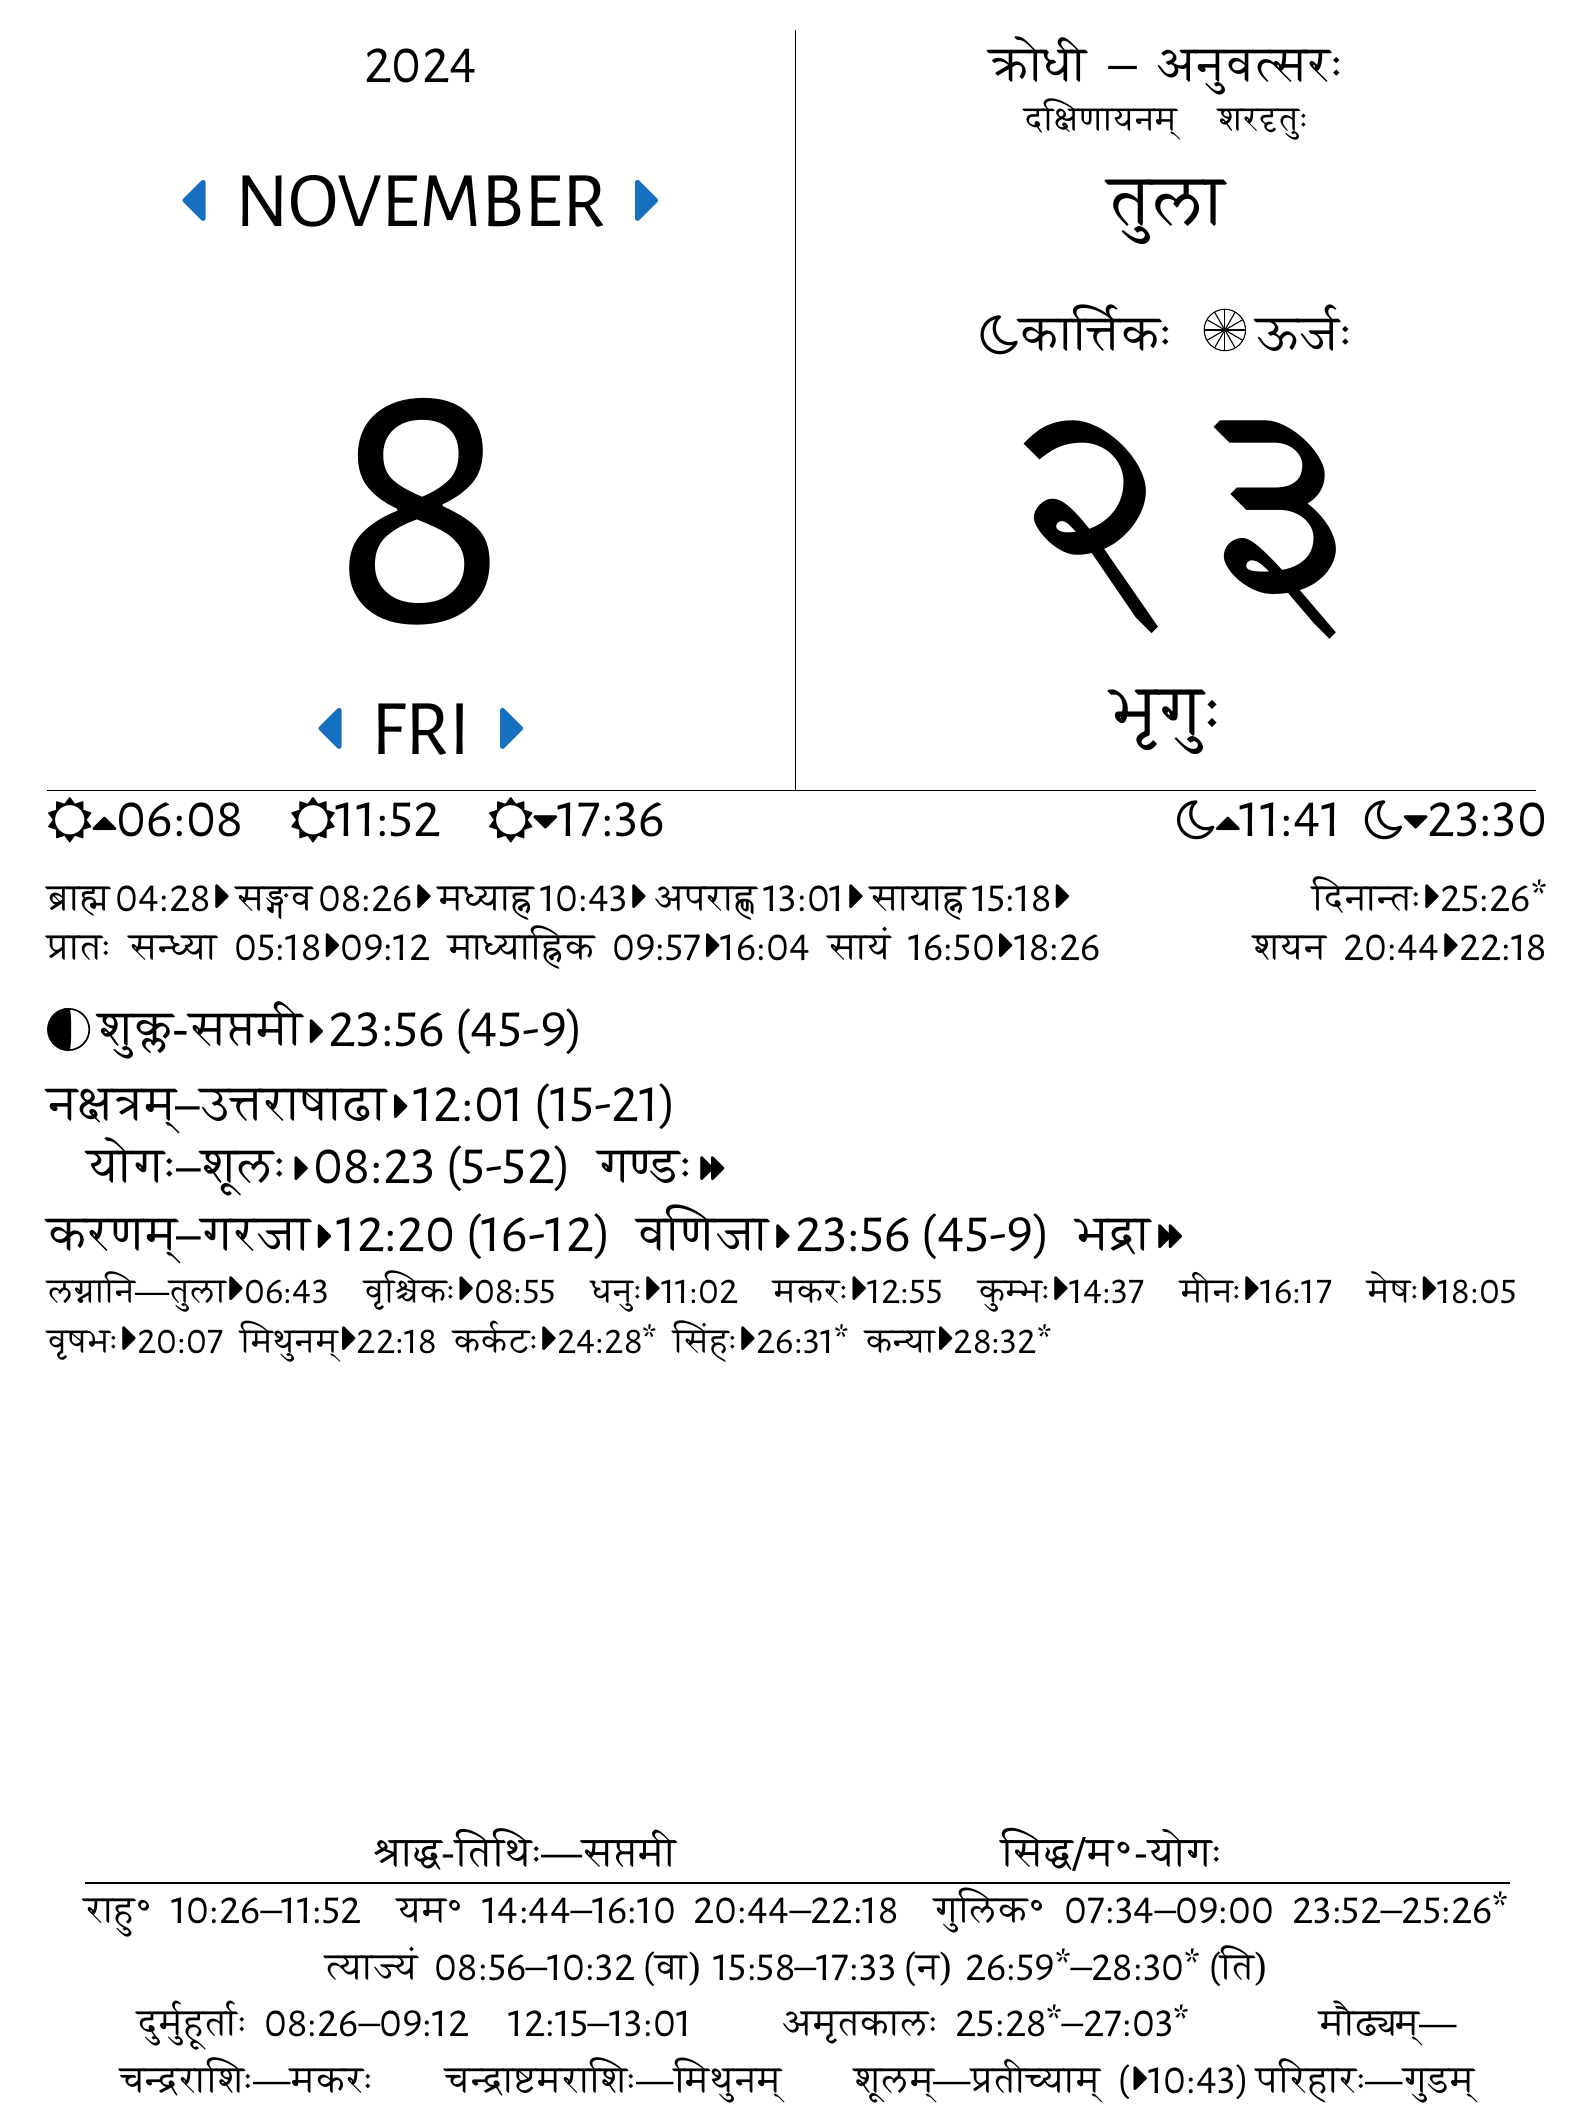 2024
NOVEMBER
8
FRI
क्रोधी – अनुवत्सरः
दक्षिणायनम् शरदृतुः
तुला
कार्त्तिकः ऊर्जः
२३
भृगुः
06:08 11:52 17:36 11:41 23:30
ब्राह्म 04:28 सङ्गव 08:26 मध्याह्न 10:43 अपराह्ण 13:01 सायाह्न 15:18 दिनान्तः 25:26*
प्रातः सन्ध्या 05:18 09:12 माध्याह्निक 09:57 16:04 सायं 16:50 18:26 शयन 20:44 22:18
शुक्ल-सप्तमी 23:56 (45-9)
नक्षत्रम्–उत्तराषाढा 12:01 (15-21)
योगः–शूलः 08:23 (5-52) गण्डः
करणम्–गरजा 12:20 (16-12) वणिजा 23:56 (45-9) भद्रा
लग्नानि—तुला 06:43 वृश्चिकः 08:55 धनुः 11:02 मकरः 12:55 कुम्भः 14:37 मीनः 16:17 मेषः 18:05
वृषभः 20:07 मिथुनम् 22:18 कर्कटः 24:28* सिंहः 26:31* कन्या 28:32*
श्राद्ध-तिथिः—सप्तमी सिद्ध/म॰-योगः
राहु॰ 10:26–11:52 यम॰ 14:44–16:10 20:44–22:18 गुलिक॰ 07:34–09:00 23:52–25:26*
त्याज्यं 08:56–10:32 (वा) 15:58–17:33 (न) 26:59*–28:30* (ति)
दुर्मुहूर्ताः 08:26–09:12 12:15–13:01 अमृतकालः 25:28*–27:03* मौढ्यम्—
चन्द्रराशिः—मकरः चन्द्राष्टमराशिः—मिथुनम् शूलम्—प्रतीच्याम् (10:43) परिहारः—गुडम्